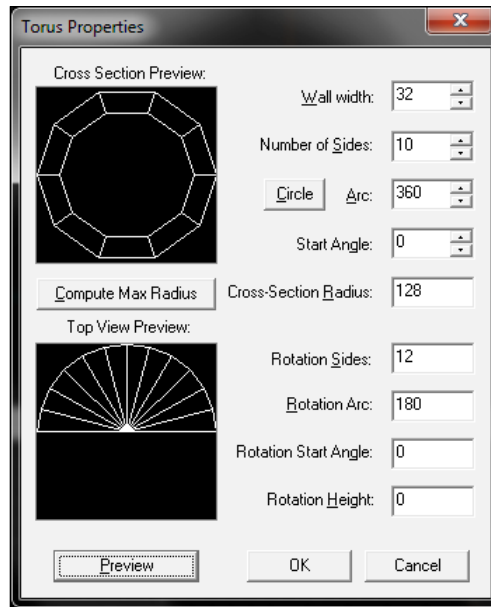 Torus Properties
Cross Section Preview:
Wall width: 32
Number of Sides: 10
Circle Arc: 360
Start Angle: 0
Compute Max Radius Cross-Section Radius: 128
Top View Preview:
Rotation Sides: 12
Rotation Arc: 180
Rotation Start Angle: 0
Rotation Height: 0
Preview OK Cancel